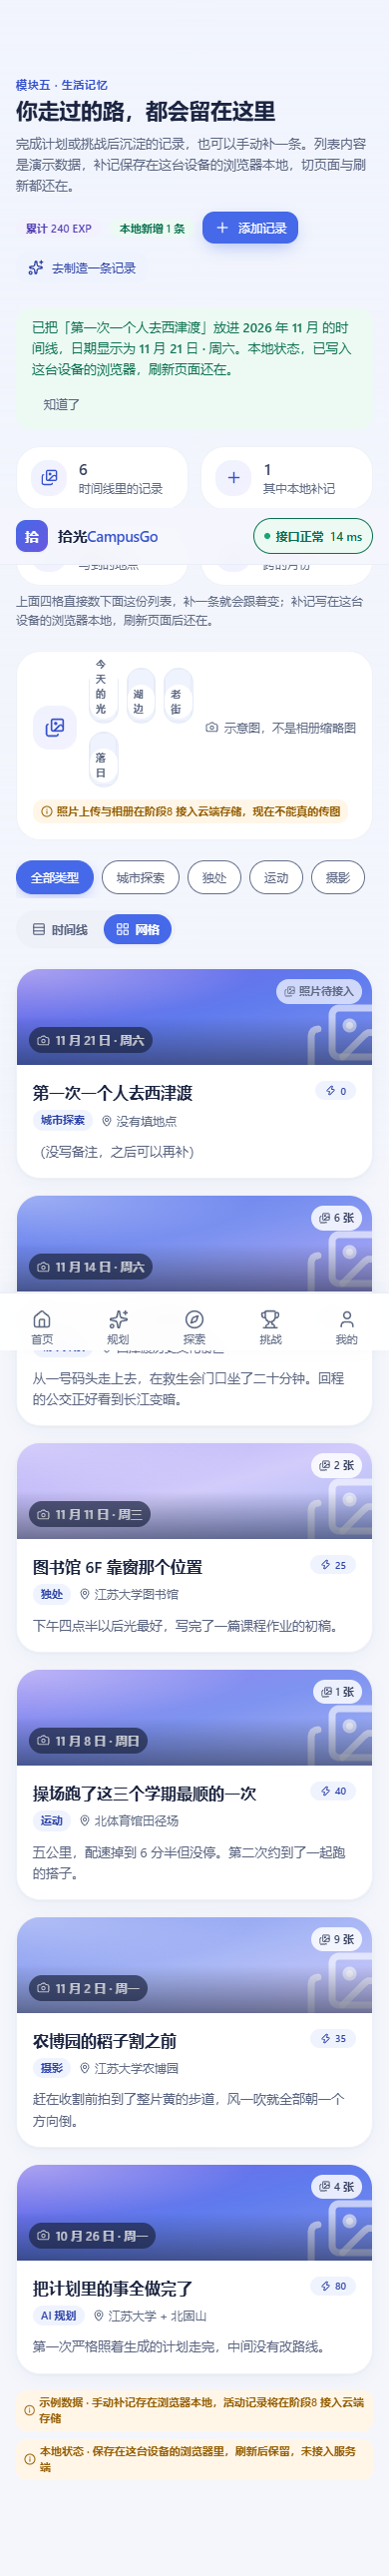 模块五 · 生活记忆
你走过的路，都会留在这里
完成计划或挑战后沉淀的记录，也可以手动补一条。列表内容
是演示数据，补记保存在这台设备的浏览器本地，切页面与刷
新都还在。
累计 240 EXP
本地新增 1 条
添加记录
去制造一条记录
已把「第一次一个人去西津渡」放进 2026 年 11 月 的时
间线，日期显示为 11 月 21 日 · 周六。本地状态，已写入
这台设备的浏览器，刷新页面还在。
知道了
6
时间线里的记录
1
其中本地补记
拾
拾光CampusGo
接口正常 14 ms
上面四格直接数下面这份列表，补一条就会跟着变；补记写在这台
设备的浏览器本地，刷新页面后还在。
今天的光
湖边
老街
落日
示意图，不是相册缩略图
照片上传与相册在阶段8 接入云端存储，现在不能真的传图
全部类型
城市探索
独处
运动
摄影
时间线
网格
照片待接入
11 月 21 日 · 周六
第一次一个人去西津渡
0
城市探索
没有填地点
（没写备注，之后可以再补）
6 张
11 月 14 日 · 周六
首页
规划
探索
挑战
我的
从一号码头走上去，在救生会门口坐了二十分钟。回程
的公交正好看到长江变暗。
2 张
11 月 11 日 · 周三
图书馆 6F 靠窗那个位置
25
独处
江苏大学图书馆
下午四点半以后光最好，写完了一篇课程作业的初稿。
1 张
11 月 8 日 · 周日
操场跑了这三个学期最顺的一次
40
运动
北体育馆田径场
五公里，配速掉到 6 分半但没停。第二次约到了一起跑
的搭子。
9 张
11 月 2 日 · 周一
农博园的稻子割之前
35
摄影
江苏大学农博园
赶在收割前拍到了整片黄的步道，风一吹就全部朝一个
方向倒。
4 张
10 月 26 日 · 周一
把计划里的事全做完了
80
AI 规划
江苏大学 + 北固山
第一次严格照着生成的计划走完，中间没有改路线。
示例数据 · 手动补记存在浏览器本地，活动记录将在阶段8 接入云端
存储
本地状态 · 保存在这台设备的浏览器里，刷新后保留，未接入服务
端